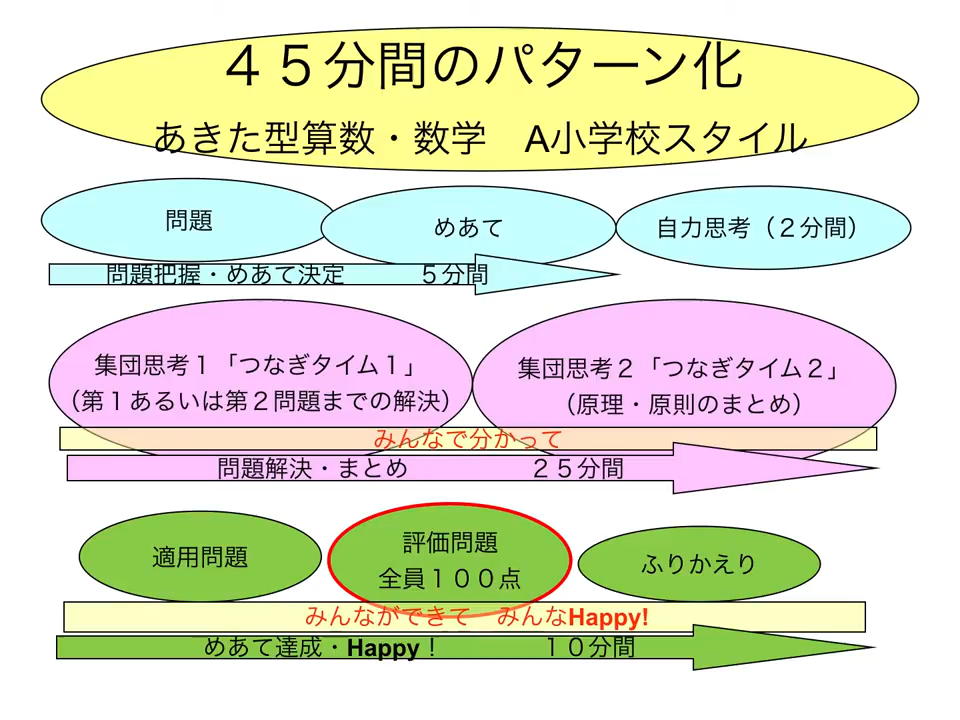 ４５分間のパターン化
あきた型算数・数学　A小学校スタイル
問題
めあて
自力思考（２分間）
問題把握・めあて決定　　　５分間
集団思考１「つなぎタイム１」
（第１あるいは第２問題までの解決）
集団思考２「つなぎタイム２」
（原理・原則のまとめ）
みんなで分かって
問題解決・まとめ　　　　　２５分間
適用問題
評価問題
全員１００点
ふりかえり
みんなができて　みんなHappy!
めあて達成・Happy！　　　　１０分間